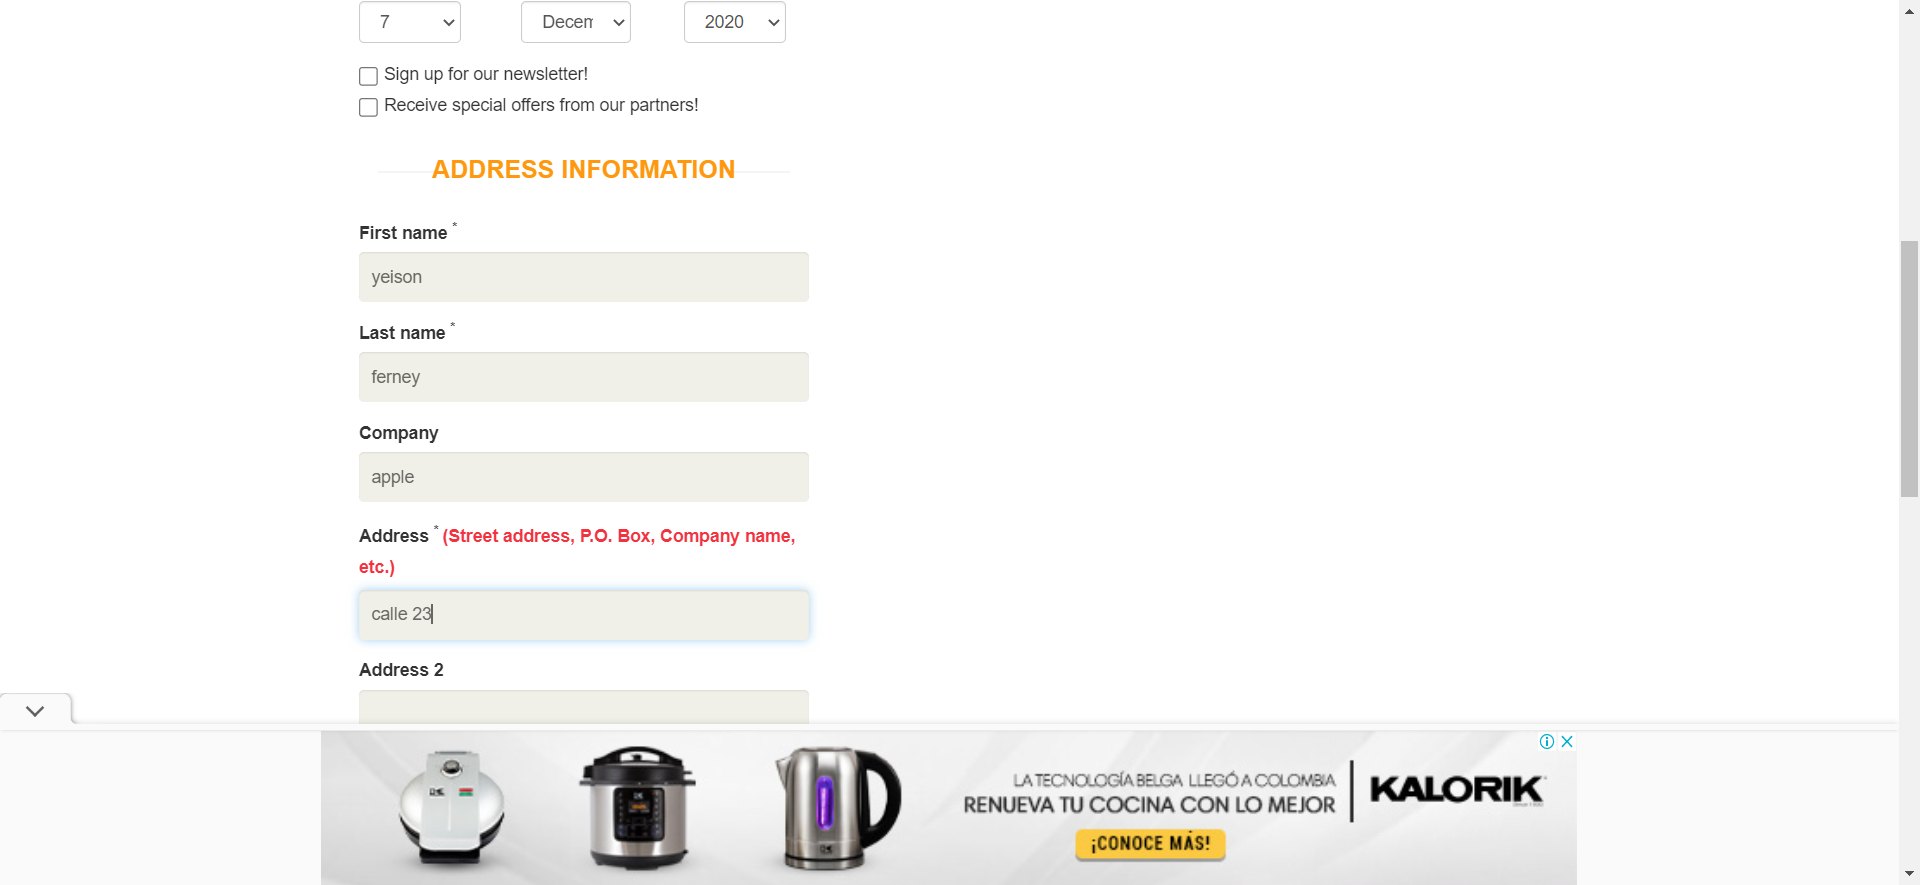 7 Decem 2020
Sign up for our newsletter!
Receive special offers from our partners!
ADDRESS INFORMATION
First name *
yeison
Last name *
ferney
Company
apple
Address * (Street address, P.O. Box, Company name,
etc.)
calle 23
Address 2
LA TECNOLOGÍA BELGA LLEGÓ A COLOMBIA
RENUEVA TU COCINA CON LO MEJOR
¡CONOCE MÁS!
KALORIK